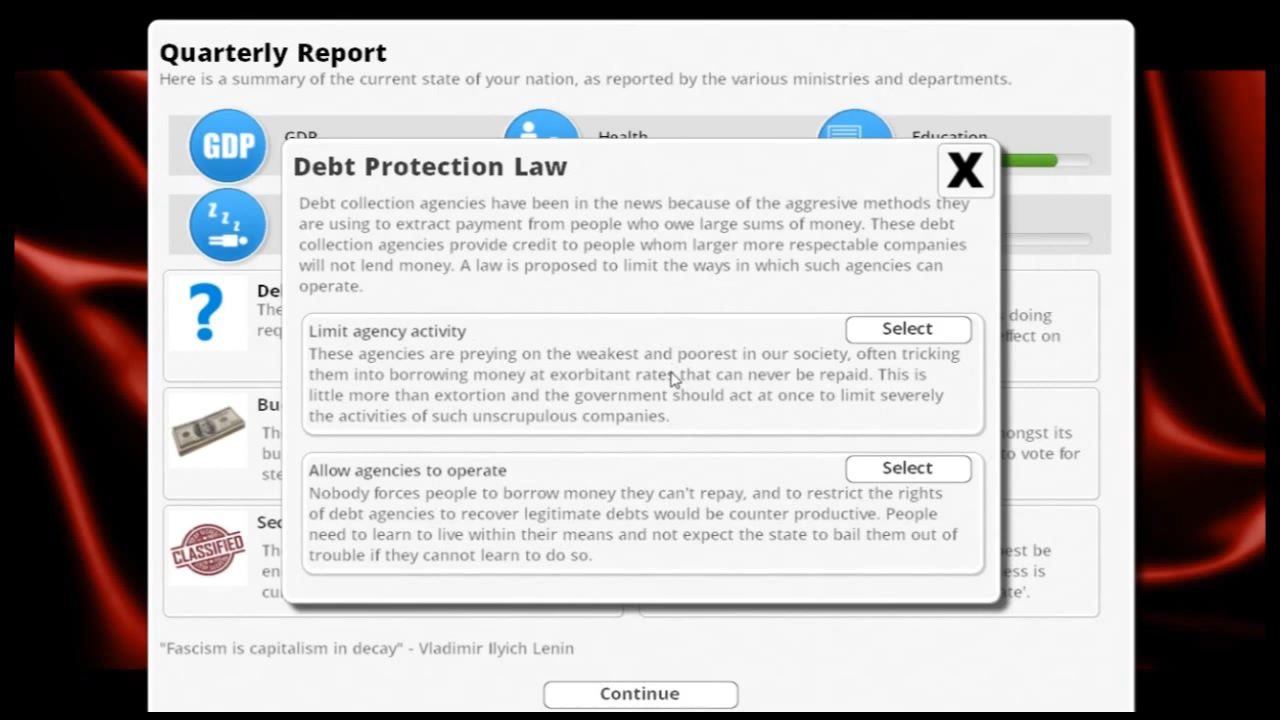 Quarterly Report
Here is a summary of the current state of your nation, as reported by the various ministries and departments.
GDP
GDP
Health
Education
Debt Protection Law
X
Debt collection agencies have been in the news because of the aggresive methods they
are using to extract payment from people who owe large sums of money. These debt
collection agencies provide credit to people whom larger more respectable companies
will not lend money. A law is proposed to limit the ways in which such agencies can
operate.
Limit agency activity
Select
These agencies are preying on the weakest and poorest in our society, often tricking
them into borrowing money at exorbitant rates that can never be repaid. This is
little more than extortion and the government should act at once to limit severely
the activities of such unscrupulous companies.
Allow agencies to operate
Select
Nobody forces people to borrow money they can't repay, and to restrict the rights
of debt agencies to recover legitimate debts would be counter productive. People
need to learn to live within their means and not expect the state to bail them out of
trouble if they cannot learn to do so.
z z z
?
The
doing
CLASSIFIED
to vote for
"Fascism is capitalism in decay" - Vladimir Ilyich Lenin
Continue